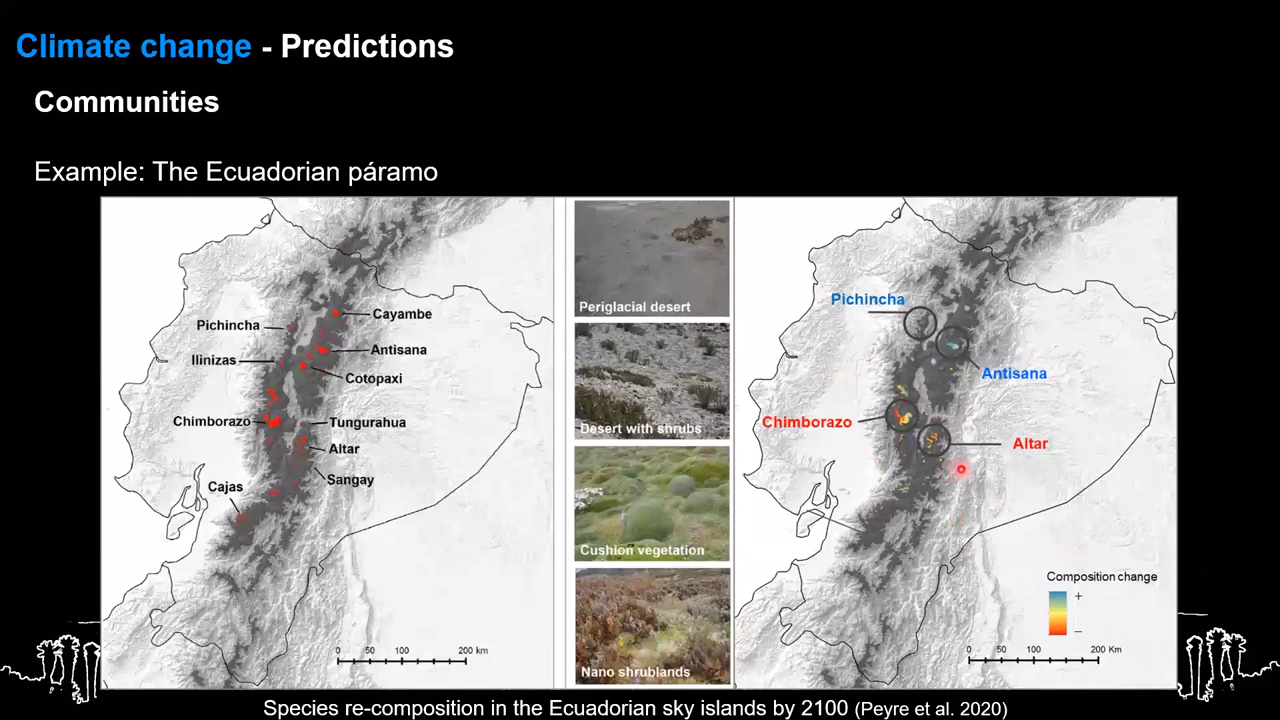 Climate change - Predictions
Communities
Example: The Ecuadorian páramo
Pichincha
Cayambe
Ilinizas
Antisana
Cotopaxi
Chimborazo
Tungurahua
Altar
Sangay
Cajas
0 50 100 200 Km
Periglacial desert
Desert with shrubs
Cushion vegetation
Nano shrublands
Pichincha
Antisana
Chimborazo
Altar
Composition change
+
–
0 50 100 200 Km
Species re-composition in the Ecuadorian sky islands by 2100 (Peyre et al. 2020)